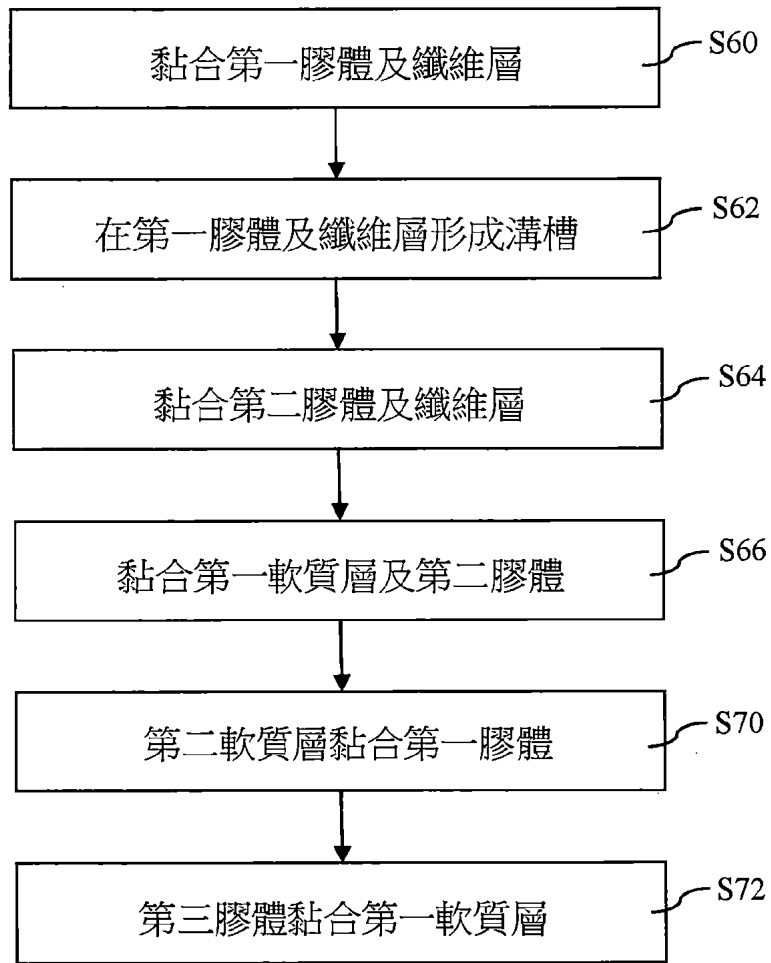 黏合第一膠體及纖維層
S60
在第一膠體及纖維層形成溝槽
S62
黏合第二膠體及纖維層
S64
黏合第一軟質層及第二膠體
S66
第二軟質層黏合第一膠體
S70
第三膠體黏合第一軟質層
S72